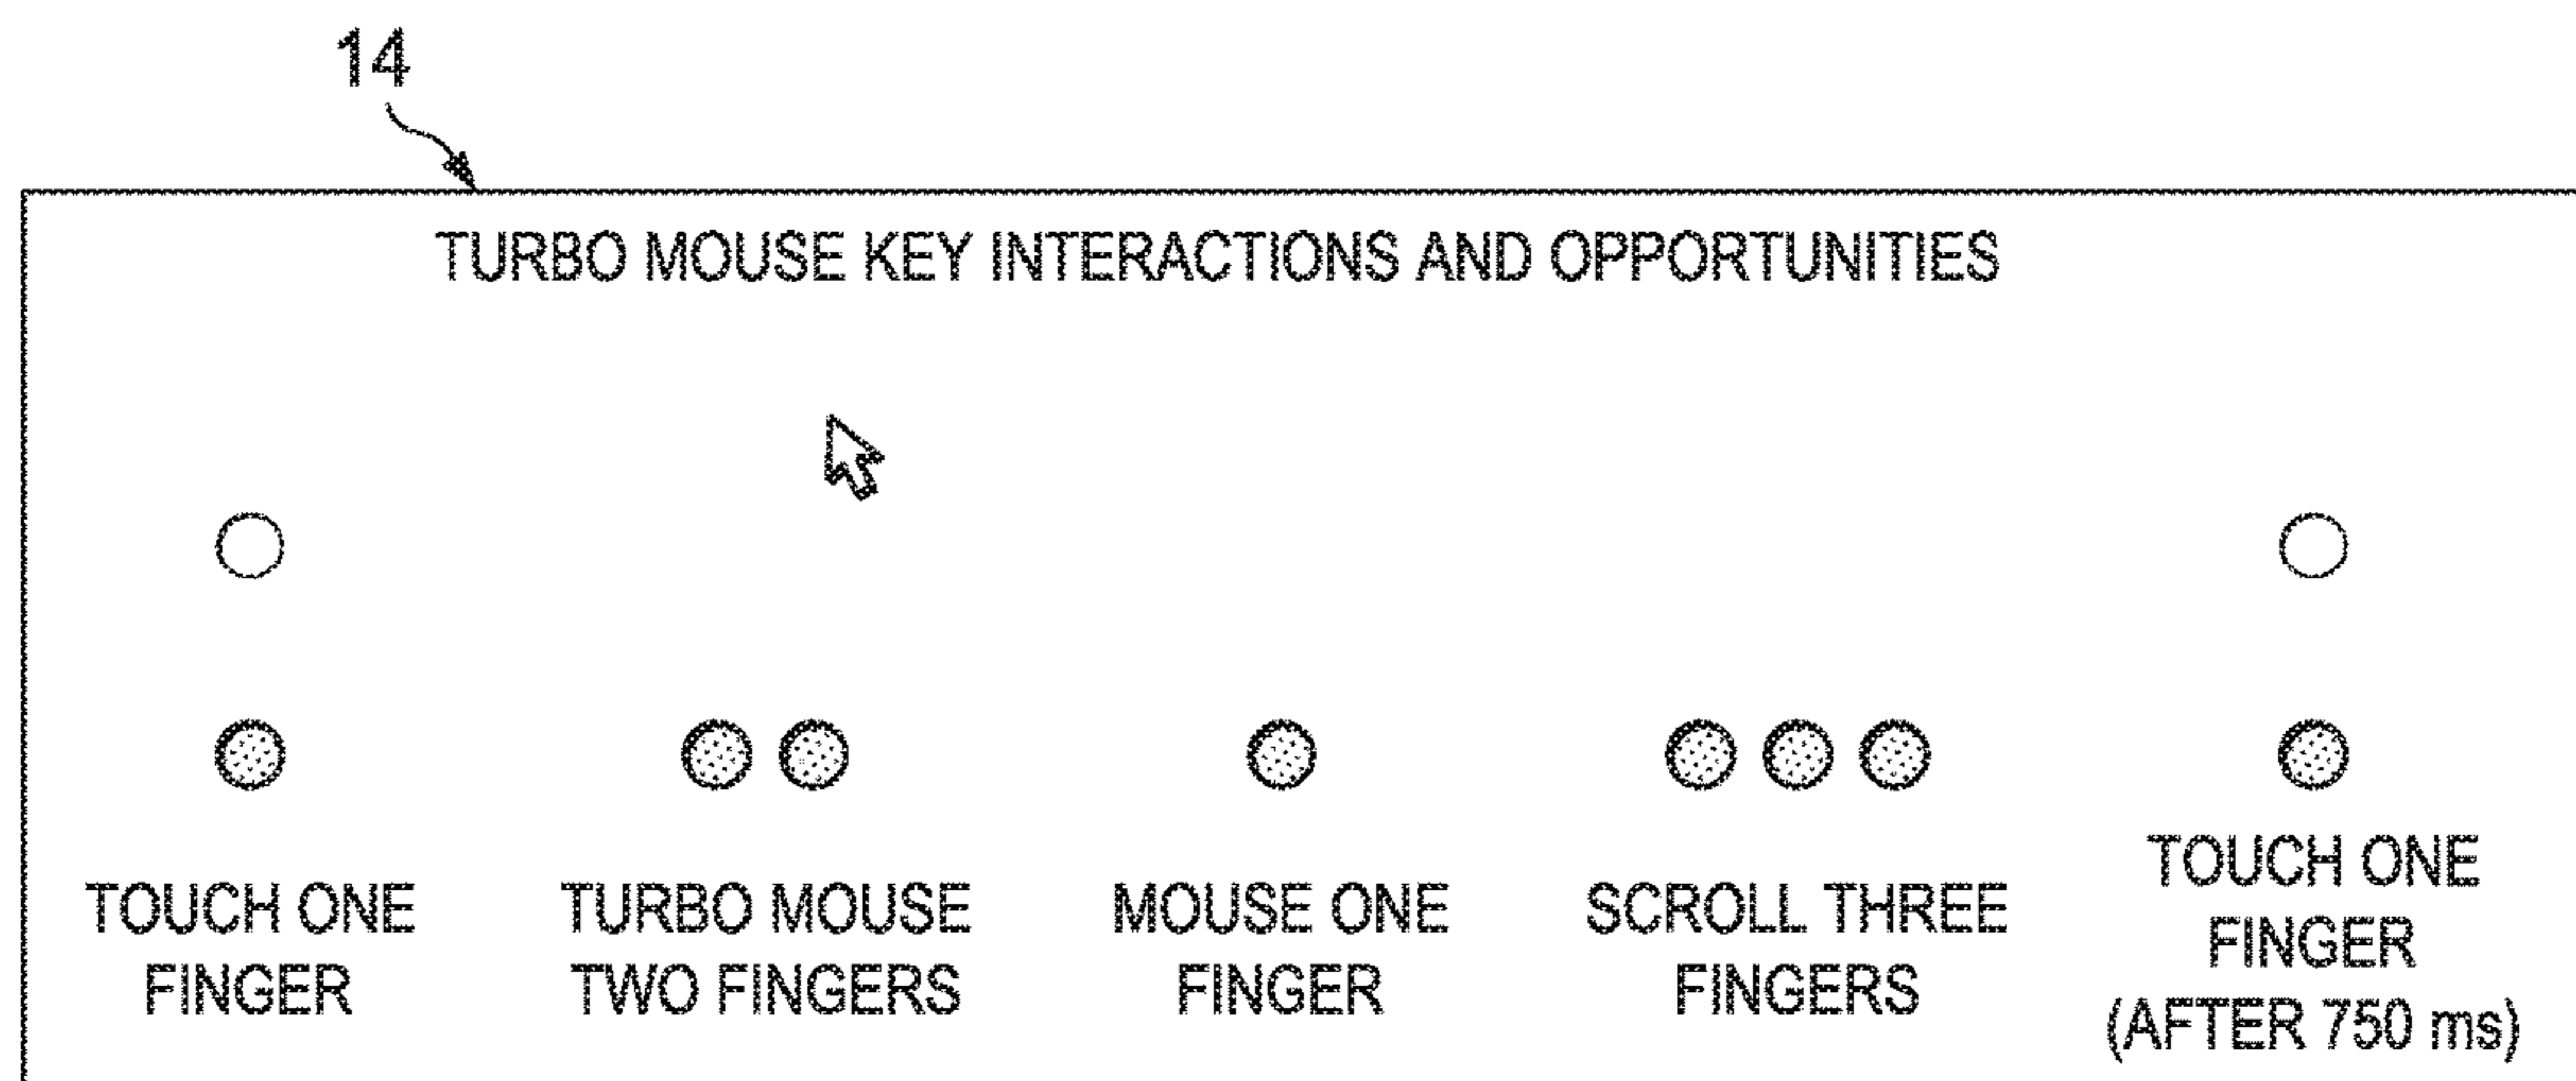 14
TURBO MOUSE KEY INTERACTIONS AND OPPORTUNITIES
TOUCH ONE
FINGER
TURBO MOUSE
TWO FINGERS
MOUSE ONE
FINGER
SCROLL THREE
FINGERS
TOUCH ONE
FINGER
(AFTER 750 ms)